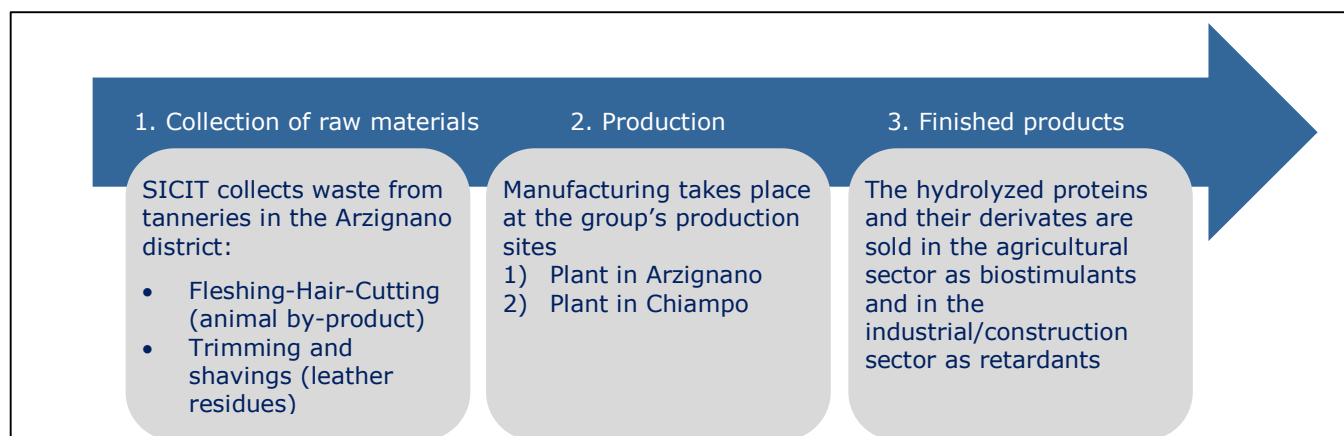 1. Collection of raw materials
2. Production
3. Finished products
SICIT collects waste from
tanneries in the Arzignano
district:
• Fleshing-Hair-Cutting
(animal by-product)
• Trimming and
shavings (leather
residues)
Manufacturing takes place
at the group’s production
sites
1) Plant in Arzignano
2) Plant in Chiampo
The hydrolyzed proteins
and their derivates are
sold in the agricultural
sector as biostimulants
and in the
industrial/construction
sector as retardants